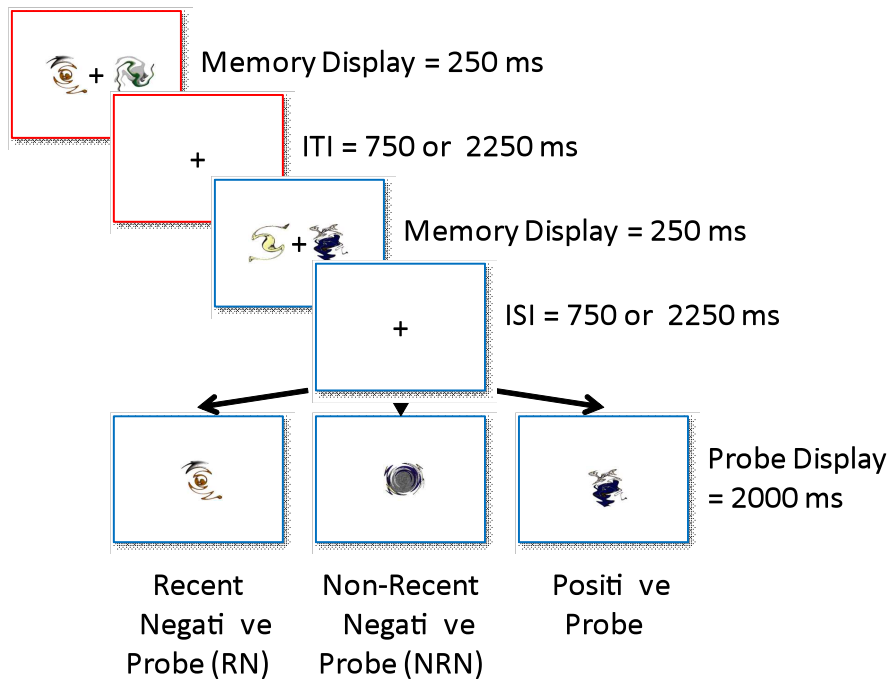 Memory Display = 250 ms
ITI = 750 or  2250 ms
Memory Display = 250 ms
ISI = 750 or  2250 ms
Probe Display
= 2000 ms
Recent
Negati  ve
Probe (RN)
Non-Recent
Negati  ve
Probe (NRN)
Positi  ve
Probe